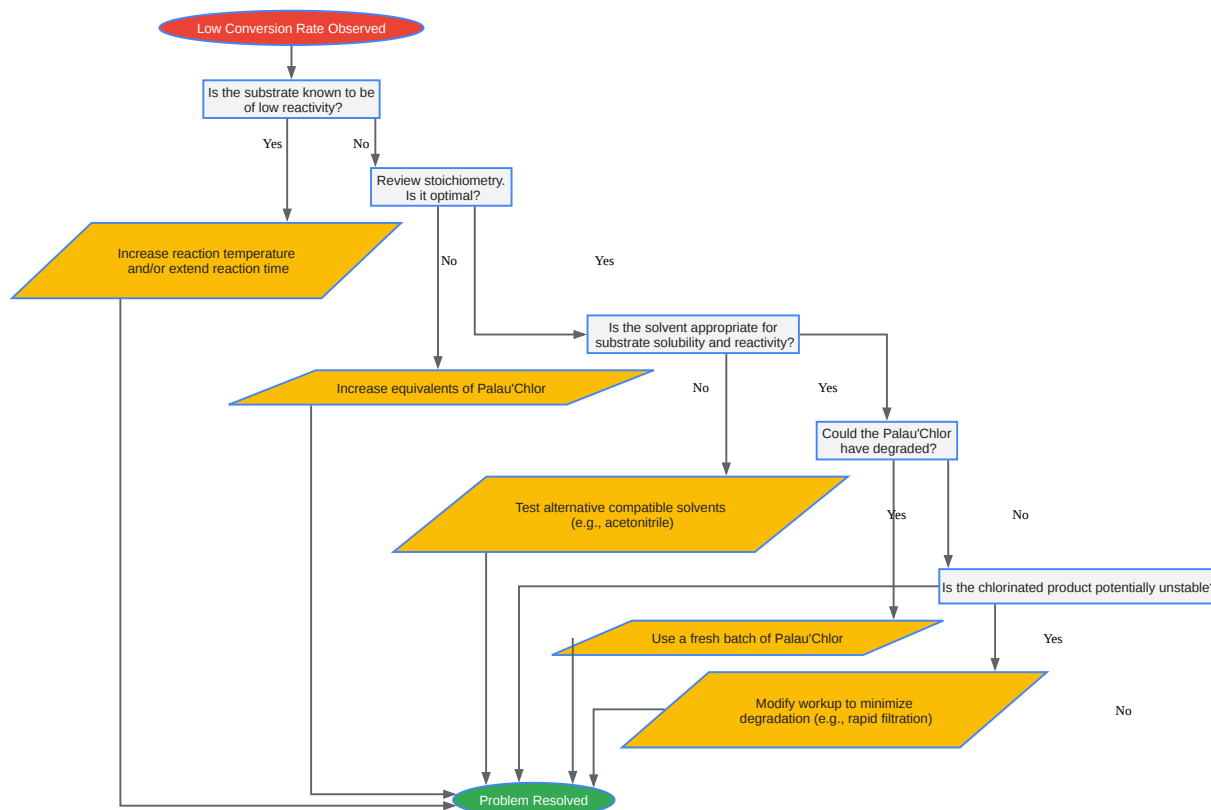 Low Conversion Rate Observed
Is the substrate known to be
of low reactivity?
Yes
No
Review stoichiometry.
Is it optimal?
Increase reaction temperature
and/or extend reaction time
No
Yes
Is the solvent appropriate for
substrate solubility and reactivity?
Increase equivalents of Palau'Chlor
No
Yes
Could the Palau'Chlor
have degraded?
Test alternative compatible solvents
(e.g., acetonitrile)
Yes
No
Is the chlorinated product potentially unstable?
Use a fresh batch of Palau'Chlor
Yes
Modify workup to minimize
degradation (e.g., rapid filtration)
No
Problem Resolved